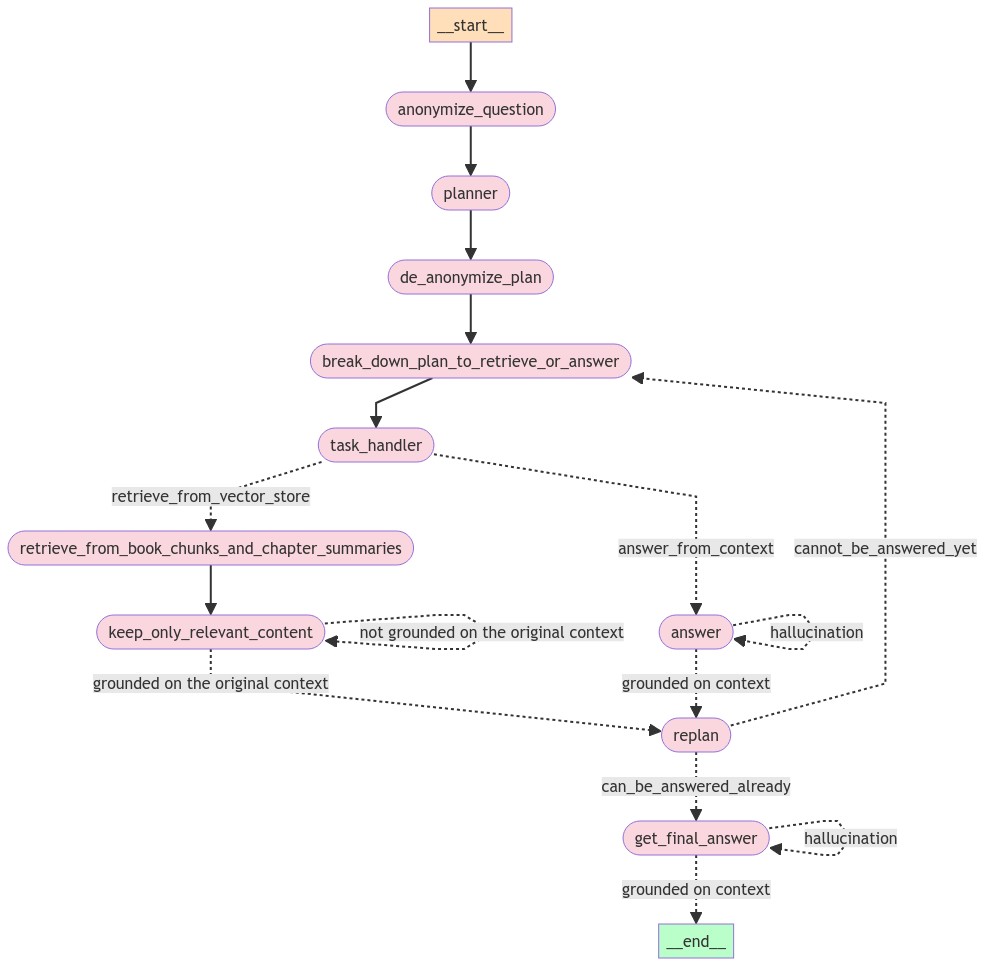 __start__
anonymize_question
planner
de_anonymize_plan
break_down_plan_to_retrieve_or_answer
task_handler
retrieve_from_vector_store
retrieve_from_book_chunks_and_chapter_summaries
answer_from_context
cannot_be_answered_yet
keep_only_relevant_content
not grounded on the original context
answer
hallucination
grounded on the original context
grounded on context
replan
can_be_answered_already
get_final_answer
hallucination
grounded on context
__end__